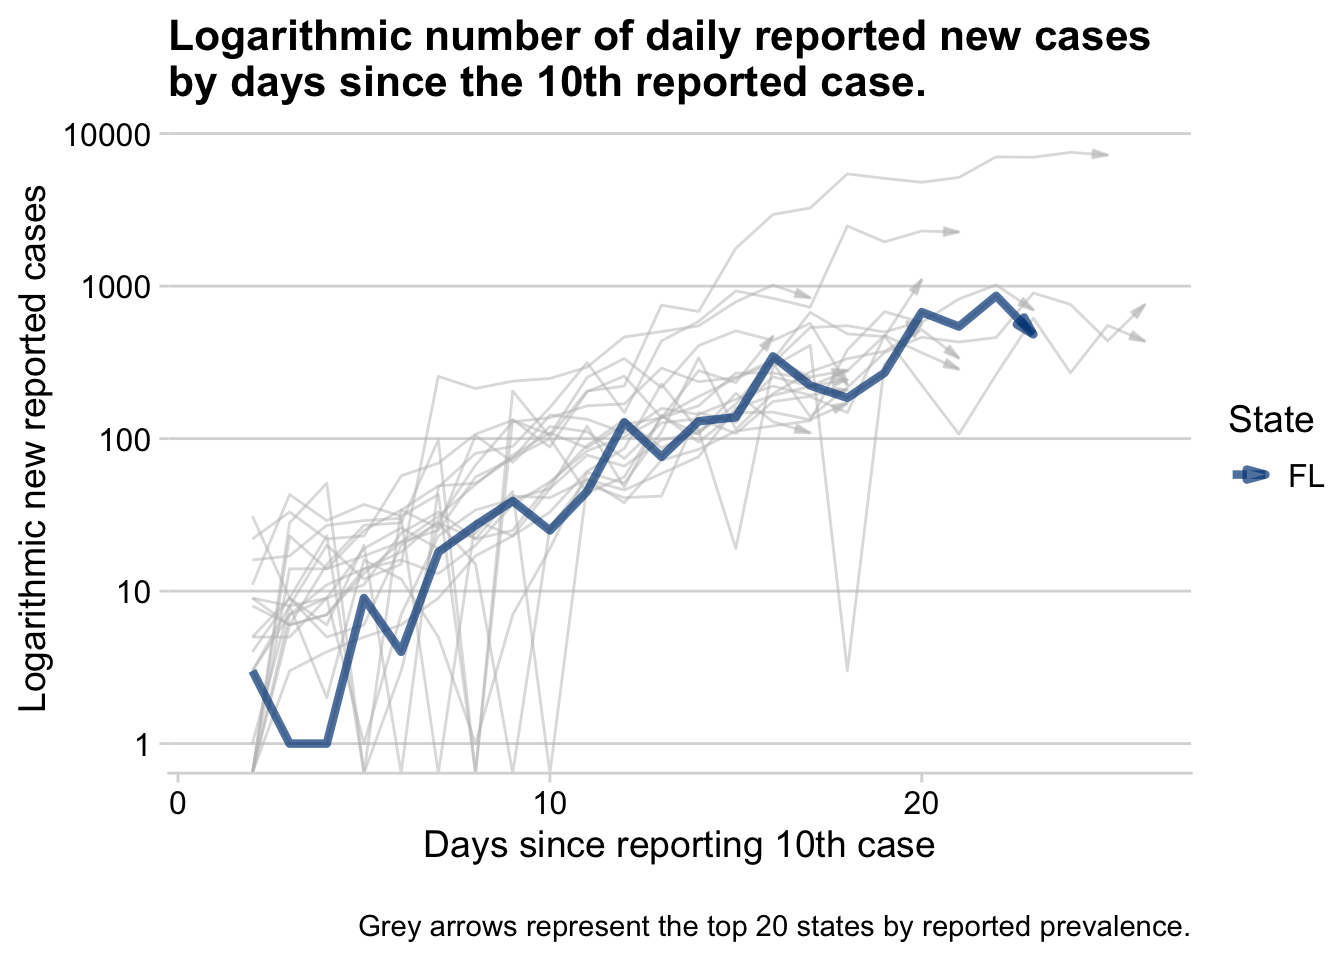 Logarithmic number of daily reported new cases
by days since the 10th reported case.
Logarithmic new reported cases
10000
1000
100
10
1
0
10
20
Days since reporting 10th case
State
FL
Grey arrows represent the top 20 states by reported prevalence.